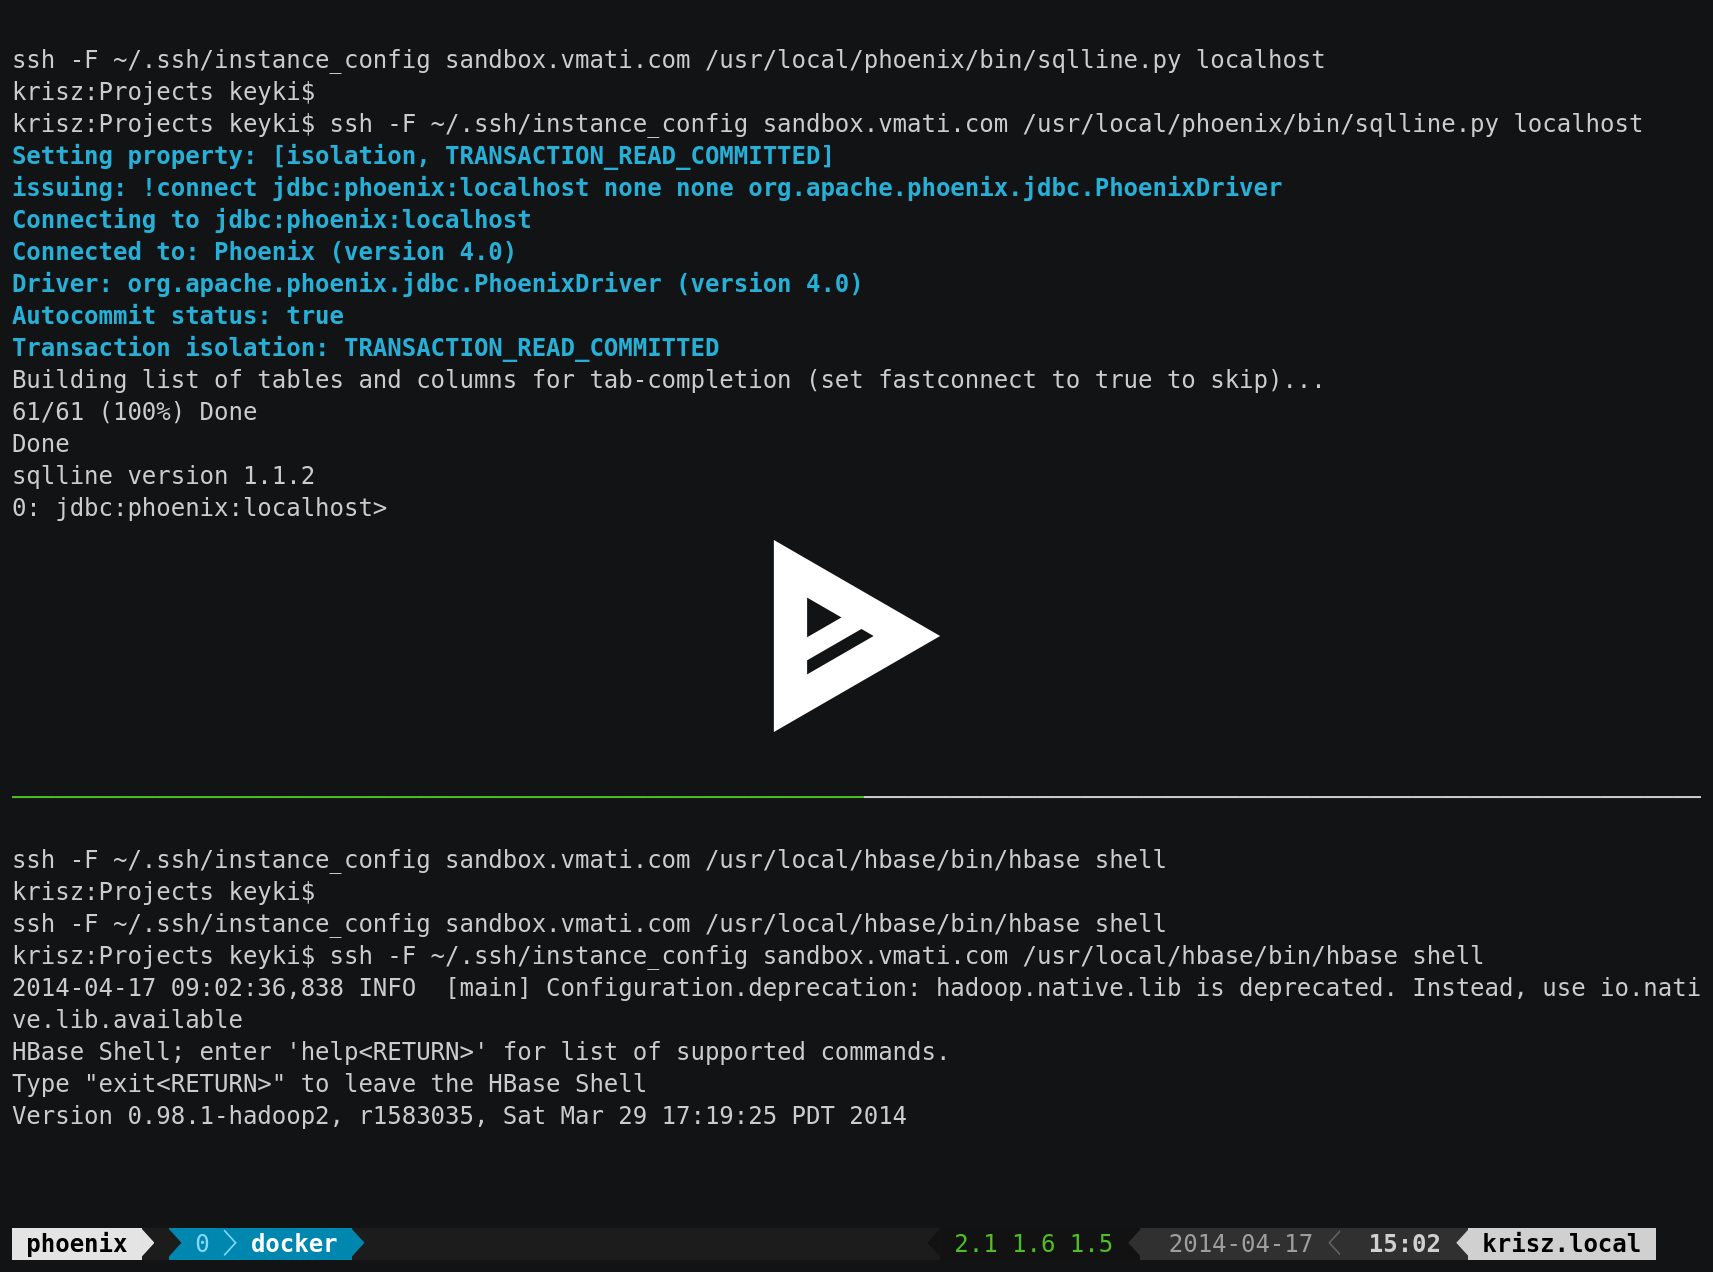 ssh -F ~/.ssh/instance_config sandbox.vmati.com /usr/local/phoenix/bin/sqlline.py localhost
krisz:Projects keyki$
krisz:Projects keyki$ ssh -F ~/.ssh/instance_config sandbox.vmati.com /usr/local/phoenix/bin/sqlline.py localhost
Setting property: [isolation, TRANSACTION_READ_COMMITTED]
issuing: !connect jdbc:phoenix:localhost none none org.apache.phoenix.jdbc.PhoenixDriver
Connecting to jdbc:phoenix:localhost
Connected to: Phoenix (version 4.0)
Driver: org.apache.phoenix.jdbc.PhoenixDriver (version 4.0)
Autocommit status: true
Transaction isolation: TRANSACTION_READ_COMMITTED
Building list of tables and columns for tab-completion (set fastconnect to true to skip)...
61/61 (100%) Done
Done
sqlline version 1.1.2
0: jdbc:phoenix:localhost>
ssh -F ~/.ssh/instance_config sandbox.vmati.com /usr/local/hbase/bin/hbase shell
krisz:Projects keyki$
ssh -F ~/.ssh/instance_config sandbox.vmati.com /usr/local/hbase/bin/hbase shell
krisz:Projects keyki$ ssh -F ~/.ssh/instance_config sandbox.vmati.com /usr/local/hbase/bin/hbase shell
2014-04-17 09:02:36,838 INFO  [main] Configuration.deprecation: hadoop.native.lib is deprecated. Instead, use io.nati
ve.lib.available
HBase Shell; enter 'help<RETURN>' for list of supported commands.
Type "exit<RETURN>" to leave the HBase Shell
Version 0.98.1-hadoop2, r1583035, Sat Mar 29 17:19:25 PDT 2014
phoenix 0 docker 2.1 1.6 1.5 2014-04-17 15:02 krisz.local